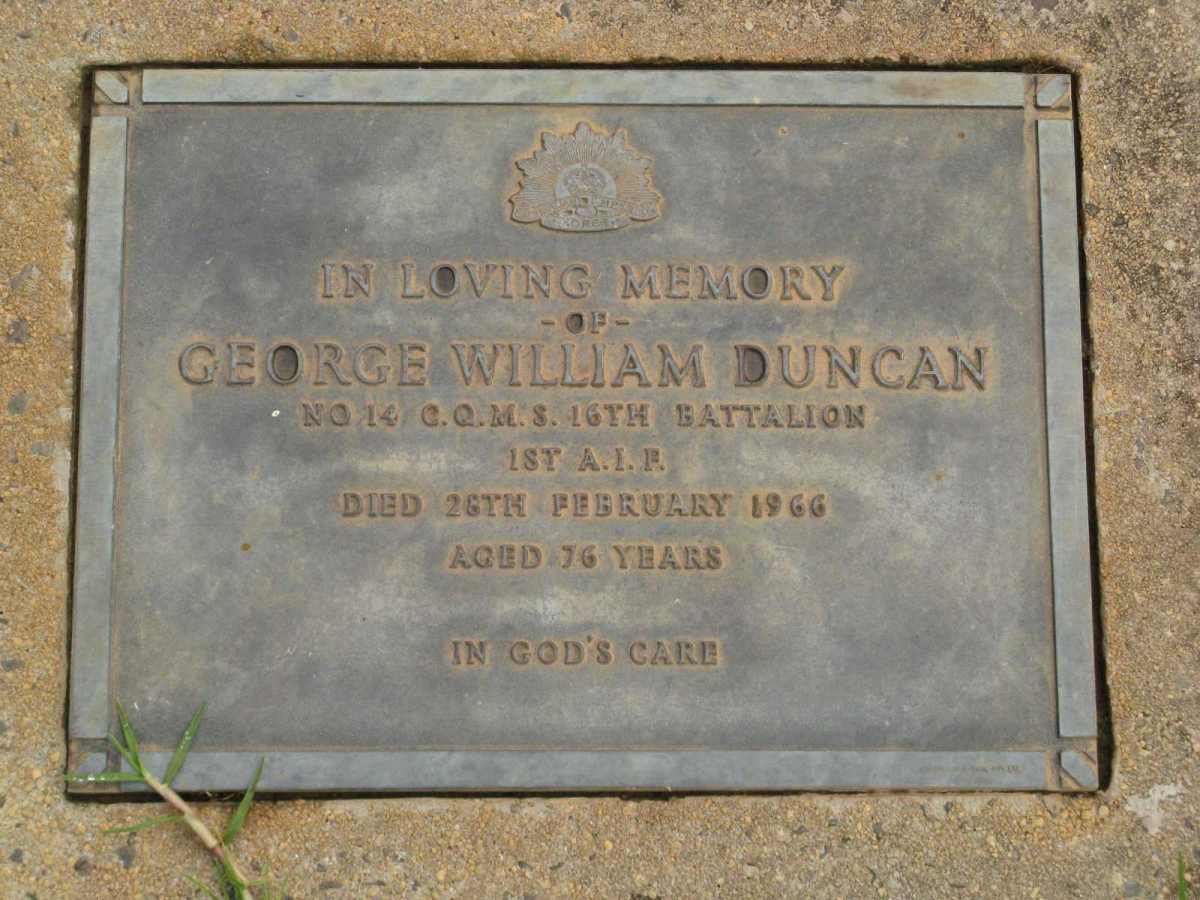 IN LOVING MEMORY
- OF -
GEORGE WILLIAM DUNCAN
NO 14 C.Q.M.S. 16TH BATTALION
1ST A.I.F.
DIED 28TH FEBRUARY 1966
AGED 76 YEARS
IN GOD'S CARE